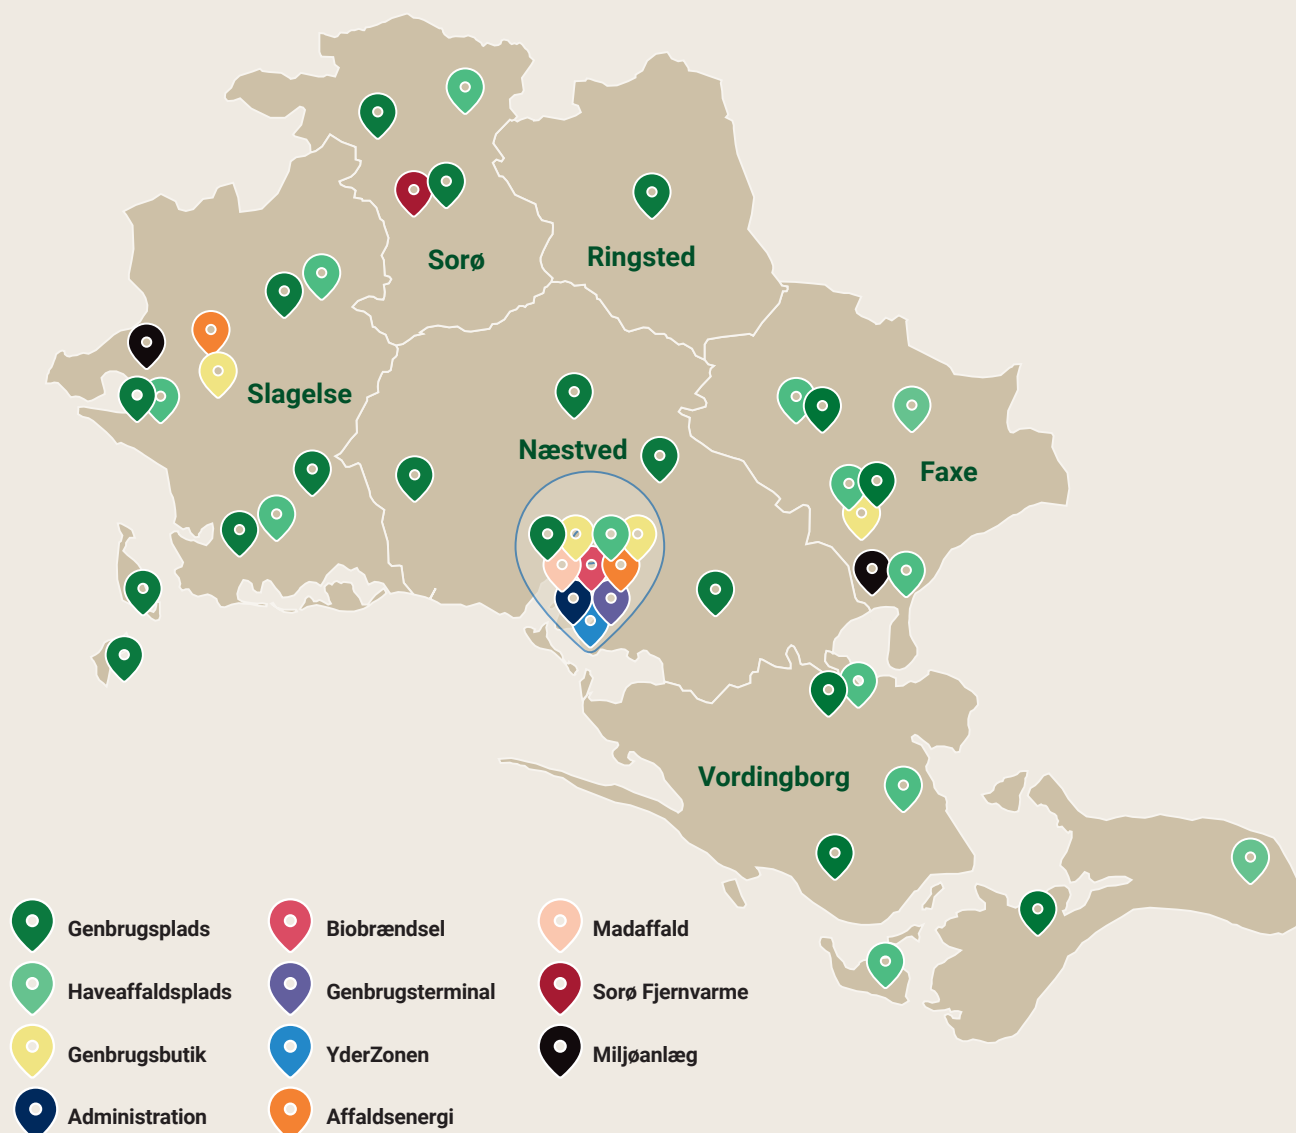 Sorø
Ringsted
Slagelse
Næstved
Faxe
Vordingborg
Genbrugsplads
Haveaffaldsplads
Genbrugsbutik
Administration
Biobrændsel
Genbrugsterminal
YderZonen
Affaldsenergi
Madaffald
Sorø Fjernvarme
Miljøanlæg